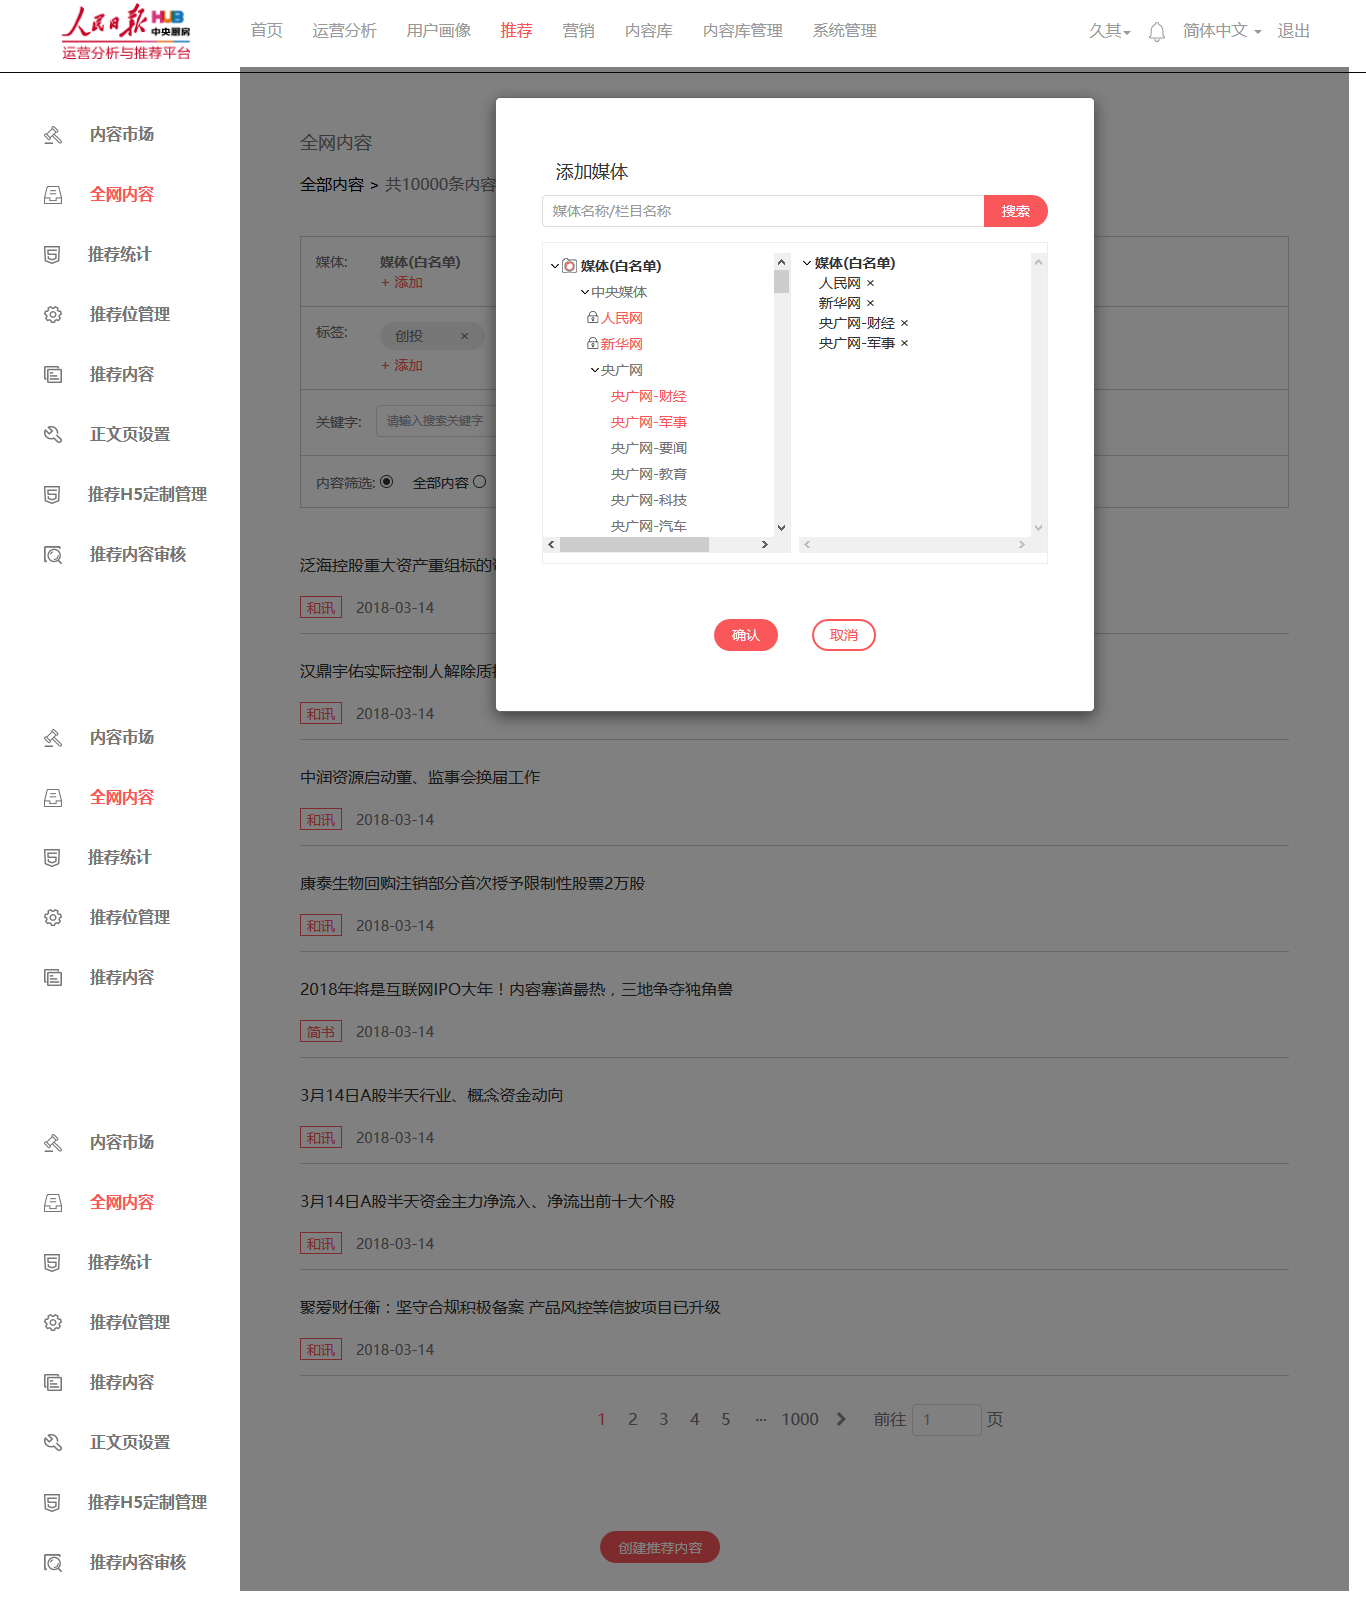 人民日报 HUB 中央厨房
运营分析与推荐平台
首页 运营分析 用户画像 推荐 营销 内容库 内容库管理 系统管理 久其 简体中文 退出
内容市场
全网内容
推荐统计
推荐位管理
推荐内容
正文页设置
推荐H5定制管理
推荐内容审核
内容市场
全网内容
推荐统计
推荐位管理
推荐内容
内容市场
全网内容
推荐统计
推荐位管理
推荐内容
正文页设置
推荐H5定制管理
推荐内容审核
全网内容
全部内容 > 共10000条内容
媒体: 媒体(白名单)
+ 添加
标签: 创投 ×
+ 添加
关键字: 请输入搜索关键字
内容筛选: 全部内容
添加媒体
媒体名称/栏目名称 搜索
媒体(白名单)
中央媒体
人民网
新华网
央广网
央广网-财经
央广网-军事
央广网-要闻
央广网-教育
央广网-科技
央广网-汽车
媒体(白名单)
人民网 ×
新华网 ×
央广网-财经 ×
央广网-军事 ×
确认 取消
泛海控股重大资产重组标的
和讯 2018-03-14
汉鼎宇佑实际控制人解除质
和讯 2018-03-14
中润资源启动董、监事会换届工作
和讯 2018-03-14
康泰生物回购注销部分首次授予限制性股票2万股
和讯 2018-03-14
2018年将是互联网IPO大年！内容赛道最热，三地争夺独角兽
简书 2018-03-14
3月14日A股半天行业、概念资金动向
和讯 2018-03-14
3月14日A股半天资金主力净流入、净流出前十大个股
和讯 2018-03-14
聚爱财任衡：坚守合规积极备案 产品风控等信披项目已升级
和讯 2018-03-14
1 2 3 4 5 ··· 1000 前往 1 页
创建推荐内容